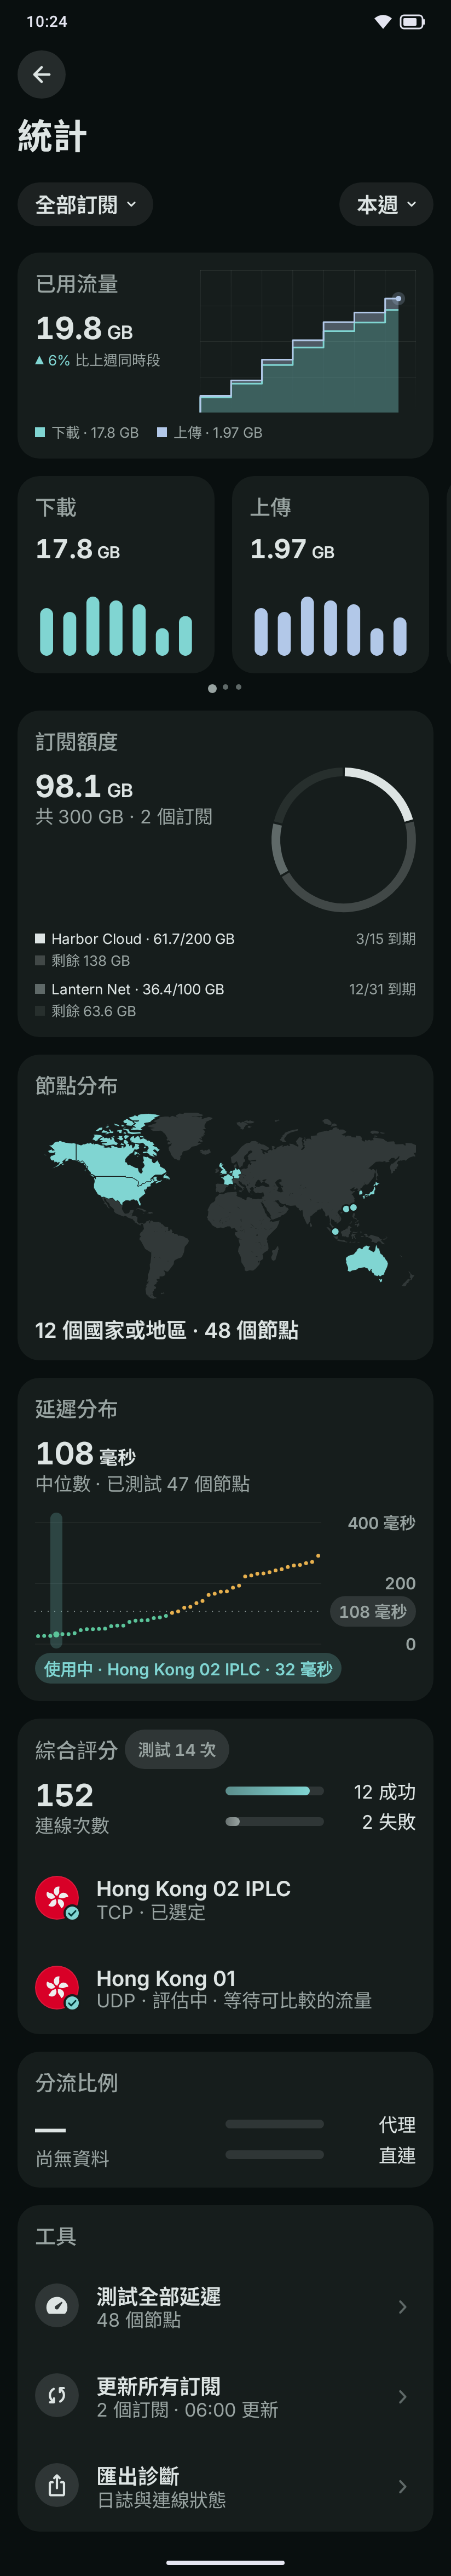 10:24
統計
全部訂閱
本週
已用流量
19.8 GB
▲ 6% 比上週同時段
下載 · 17.8 GB
上傳 · 1.97 GB
下載
17.8 GB
上傳
1.97 GB
訂閱額度
98.1 GB
共 300 GB · 2 個訂閱
Harbor Cloud · 61.7/200 GB
3/15 到期
剩餘 138 GB
Lantern Net · 36.4/100 GB
12/31 到期
剩餘 63.6 GB
節點分布
12 個國家或地區 · 48 個節點
延遲分布
108 毫秒
中位數 · 已測試 47 個節點
400 毫秒
200
108 毫秒
0
使用中 · Hong Kong 02 IPLC · 32 毫秒
綜合評分
測試 14 次
152
連線次數
12 成功
2 失敗
Hong Kong 02 IPLC
TCP · 已選定
Hong Kong 01
UDP · 評估中 · 等待可比較的流量
分流比例
—
尚無資料
代理
直連
工具
測試全部延遲
48 個節點
更新所有訂閱
2 個訂閱 · 06:00 更新
匯出診斷
日誌與連線狀態